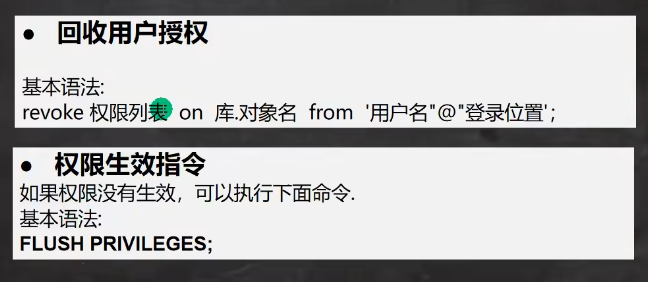 ● 回收用户授权
基本语法:
revoke 权限列表 on 库.对象名 from '用户名"@"登录位置';
● 权限生效指令
如果权限没有生效，可以执行下面命令.
基本语法:
FLUSH PRIVILEGES;